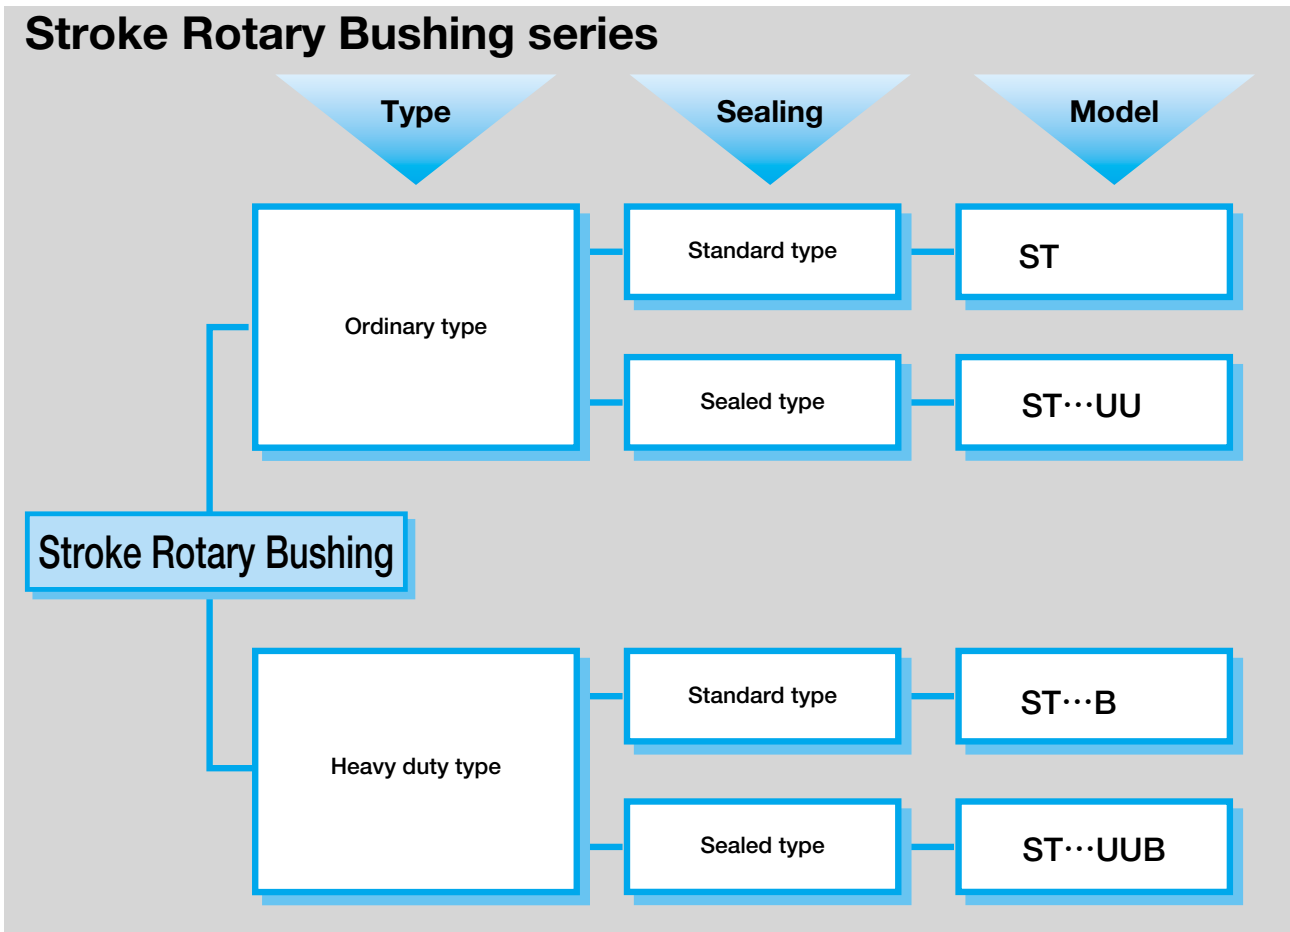 Stroke Rotary Bushing series
Type
Sealing
Model
Ordinary type
Standard type
ST
Sealed type
ST···UU
Stroke Rotary Bushing
Heavy duty type
Standard type
ST···B
Sealed type
ST···UUB